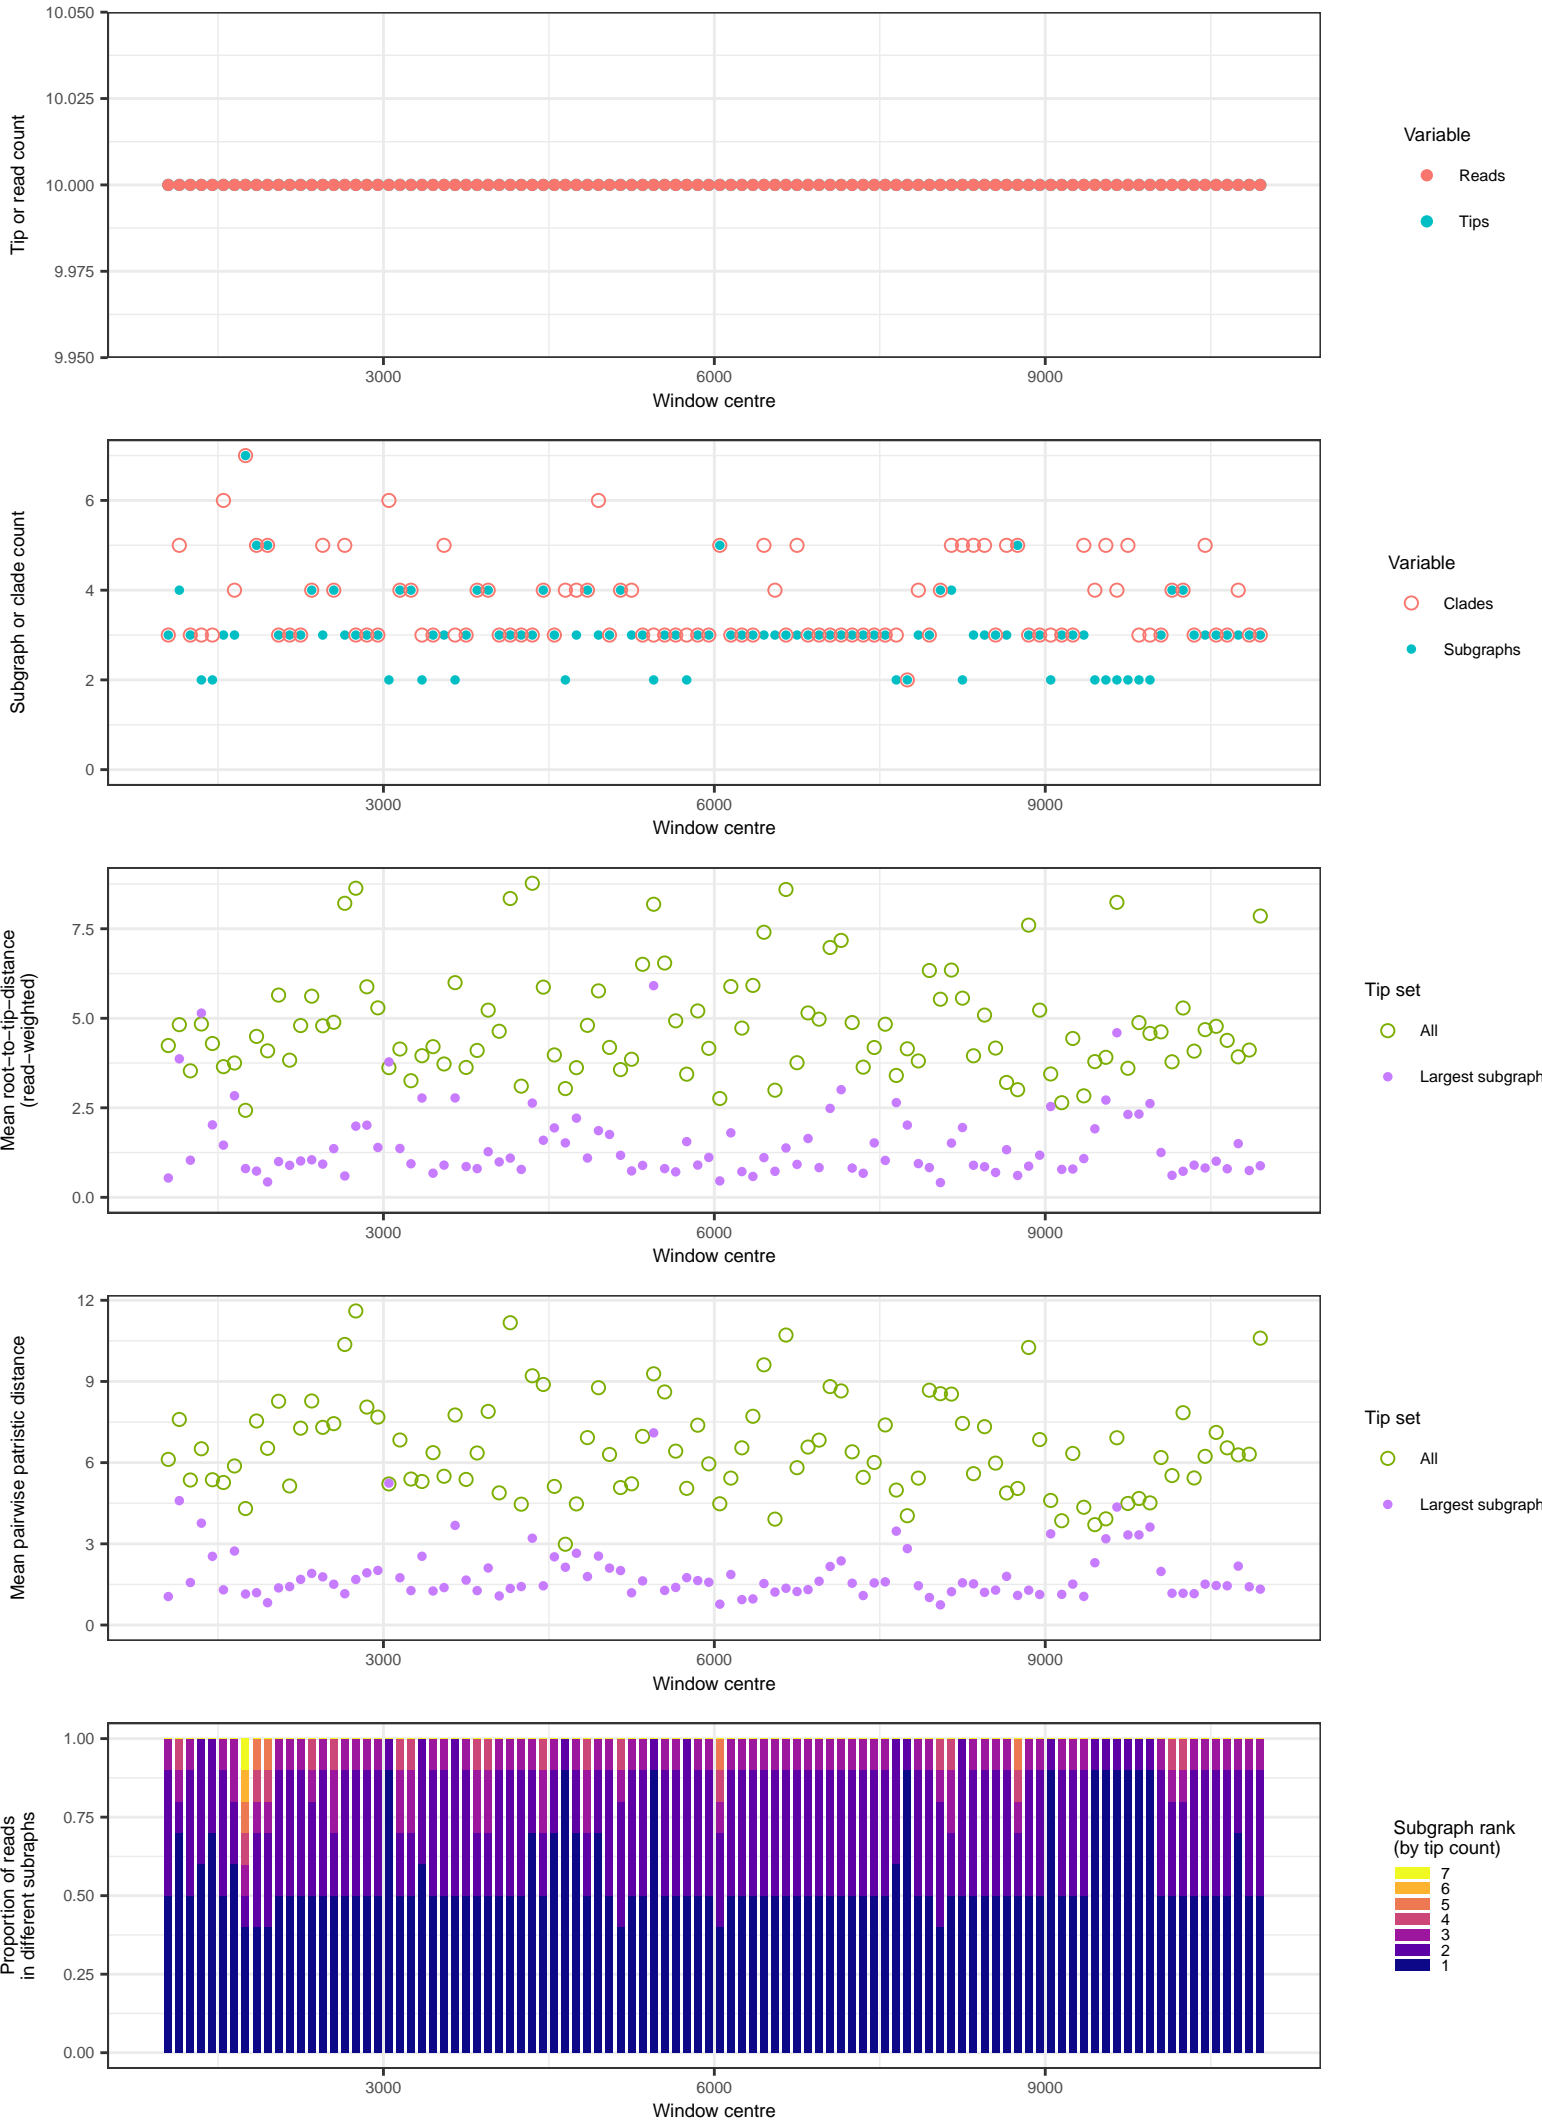 10.050
10.025
10.000
9.975
9.950
Tip or read count
3000
6000
9000
Window centre
Variable
Reads
Tips
6
4
2
0
Subgraph or clade count
3000
6000
9000
Window centre
Variable
Clades
Subgraphs
7.5
5.0
2.5
0.0
Mean root−to−tip−distance
(read−weighted)
3000
6000
9000
Window centre
Tip set
All
Largest subgraph
12
9
6
3
0
Mean pairwise patristic distance
3000
6000
9000
Window centre
Tip set
All
Largest subgraph
1.00
0.75
0.50
0.25
0.00
Proportion of reads
in different subraphs
3000
6000
9000
Window centre
Subgraph rank
(by tip count)
7
6
5
4
3
2
1